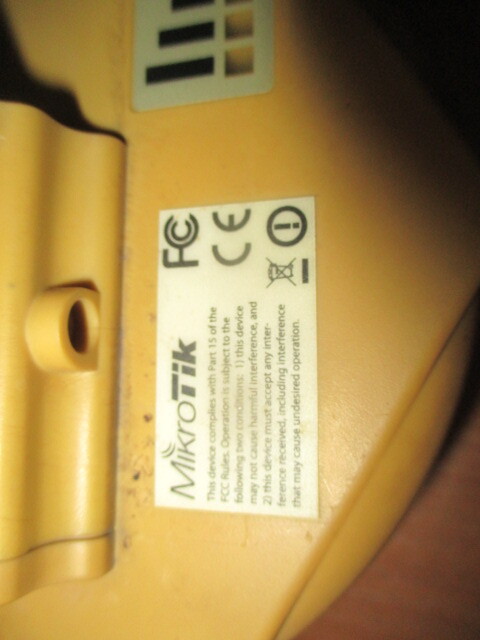 MikroTik
FC
CE
This device complies with Part 15 of the
FCC Rules. Operation is subject to the
following two conditions: 1) this device
may not cause harmful interference, and
2) this device must accept any inter-
ference received, including interference
that may cause undesired operation.